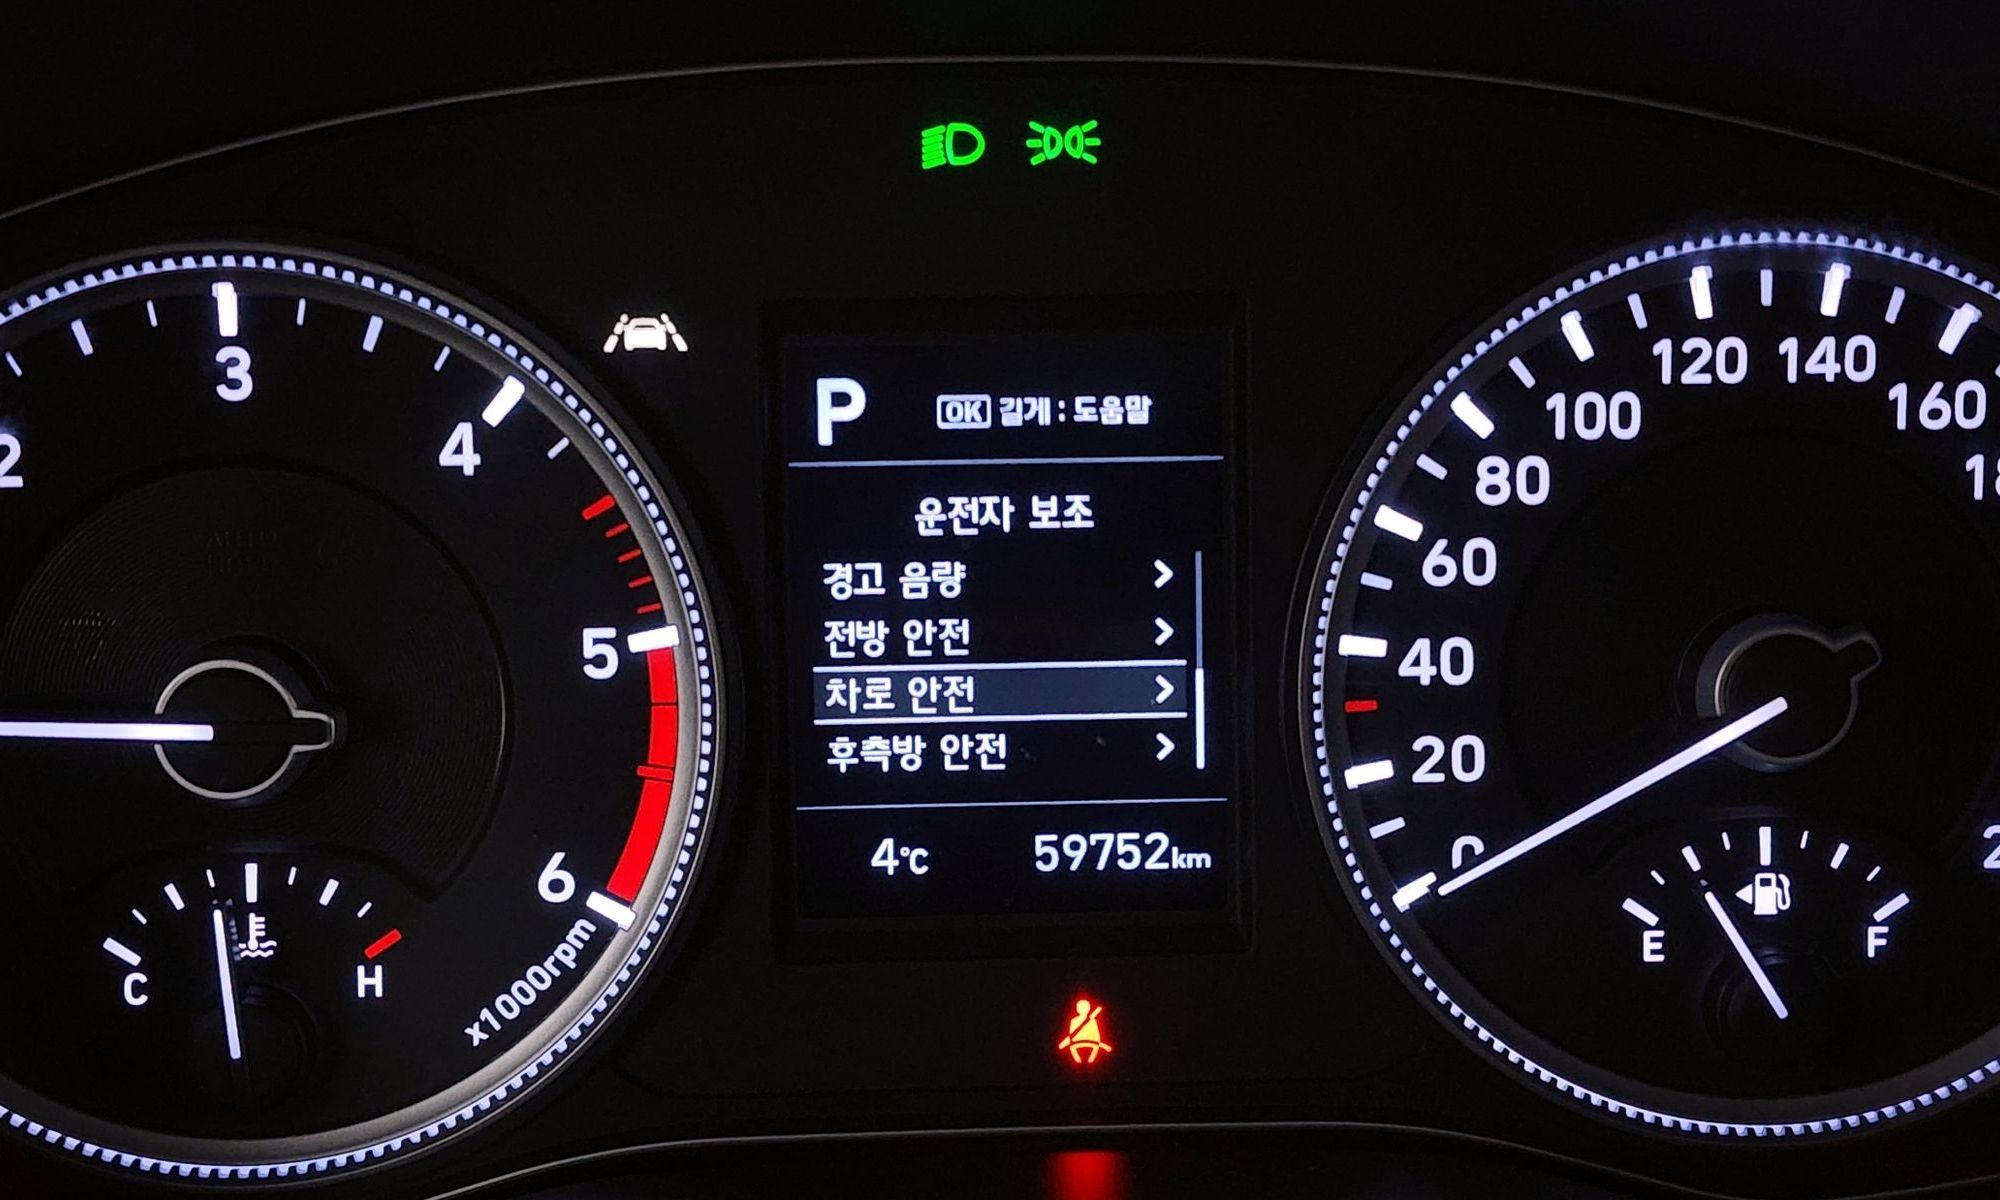 2
3
4
5
6
x1000rpm
C
H
P
OK 길게 : 도움말
운전자 보조
경고 음량
전방 안전
차로 안전
후측방 안전
4℃
59752km
0
20
40
60
80
100
120
140
160
E
F